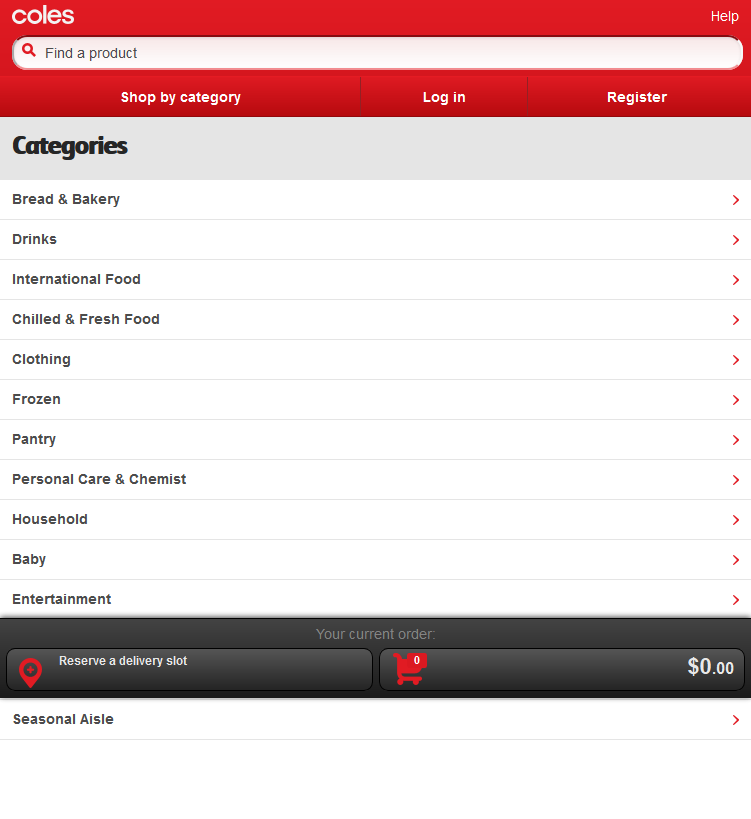 coles
Help
Find a product
Shop by category
Log in
Register
Categories
Bread & Bakery
Drinks
International Food
Chilled & Fresh Food
Clothing
Frozen
Pantry
Personal Care & Chemist
Household
Baby
Entertainment
Your current order:
Reserve a delivery slot
0
$0.00
Seasonal Aisle